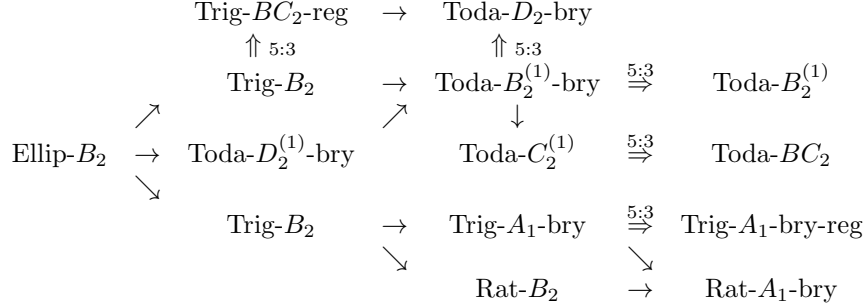 Trig-BC₂-reg → Toda-D₂-bry
⇑ 5:3 ⇑ 5:3
Trig-B₂ → Toda-B₂⁽¹⁾-bry 5:3 ⇒ Toda-B₂⁽¹⁾
↗ ↗ ↓
Ellip-B₂ → Toda-D₂⁽¹⁾-bry Toda-C₂⁽¹⁾ 5:3 ⇒ Toda-BC₂
↘
Trig-B₂ → Trig-A₁-bry 5:3 ⇒ Trig-A₁-bry-reg
↘ ↘
Rat-B₂ → Rat-A₁-bry